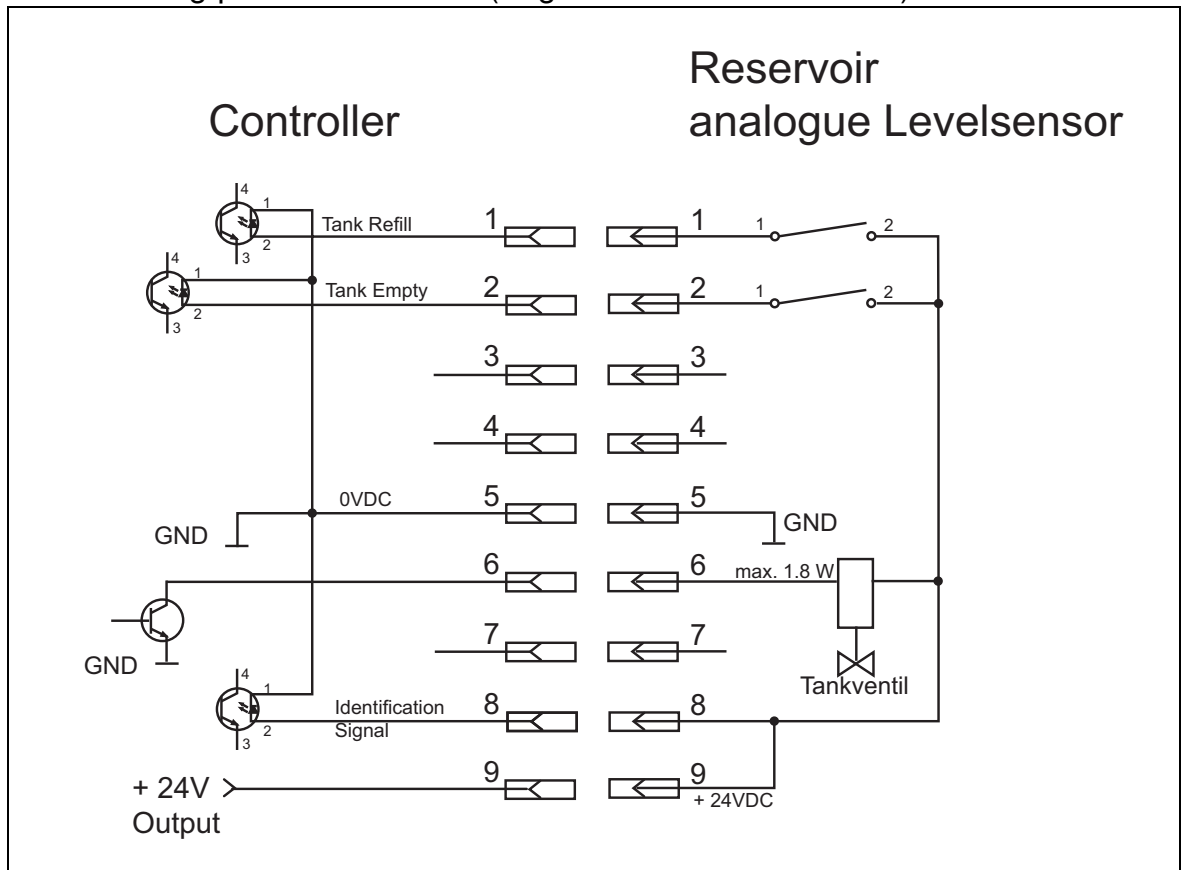 Controller
Reservoir
analogue Levelsensor
4
1
Tank Refill
1
1
1
2
2
3
4
1
Tank Empty
2
2
1
2
2
3
3
3
4
4
0VDC
5
5
GND
GND
6
6
max. 1.8 W
GND
7
7
Tankventil
4
1
Identification
Signal
8
8
2
3
+ 24V
Output
9
9
+ 24VDC